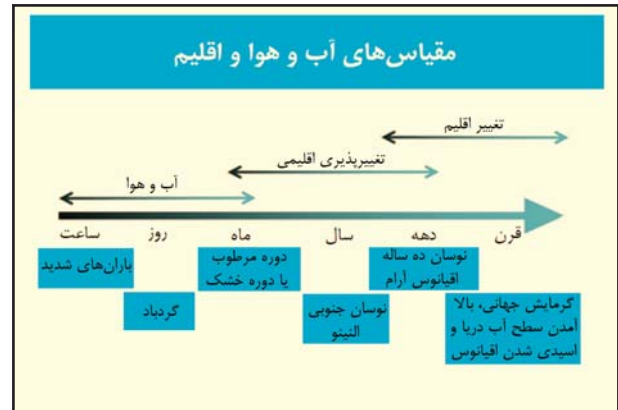 مقیاس‌های آب و هوا و اقلیم
تغییر اقلیم
تغییرپذیری اقلیمی
آب و هوا
ساعت
روز
ماه
سال
دهه
قرن
باران‌های شدید
گردباد
دوره مرطوب
یا دوره خشک
نوسان جنوبی
النینو
نوسان ده ساله
اقیانوس آرام
گرمایش جهانی، بالا
آمدن سطح آب دریا و
اسیدی شدن اقیانوس